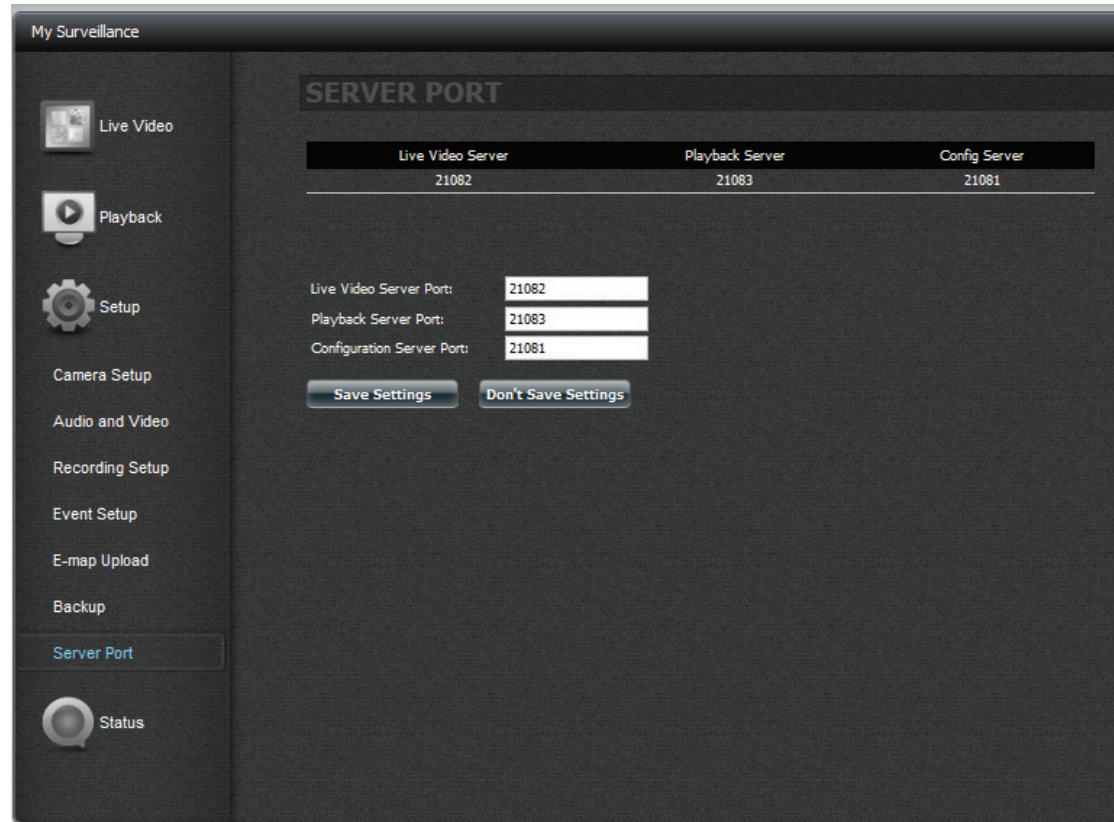 My Surveillance
Live Video
Playback
Setup
Camera Setup
Audio and Video
Recording Setup
Event Setup
E-map Upload
Backup
Server Port
Status
SERVER PORT
Live Video Server Playback Server Config Server
21082 21083 21081
Live Video Server Port: 21082
Playback Server Port: 21083
Configuration Server Port: 21081
Save Settings Don't Save Settings